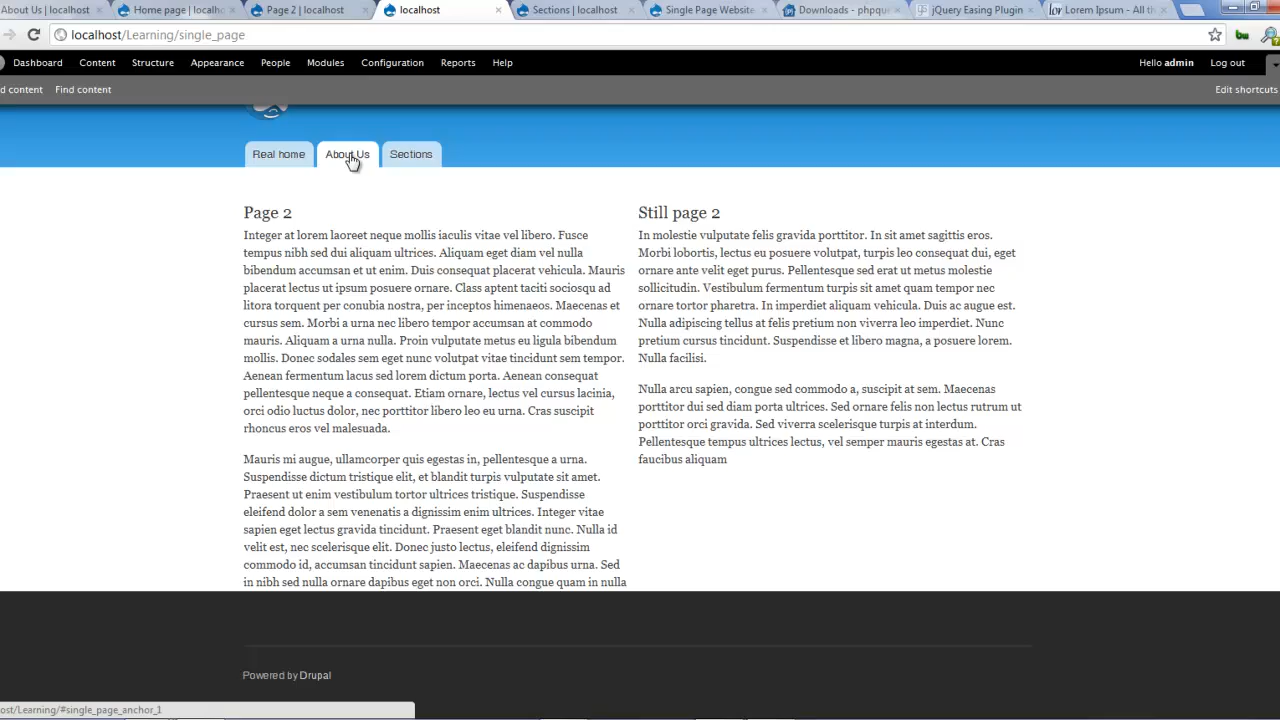 About Us | localhost
Home page | localh
Page 2 | localhost
localhost
Sections | localhost
Single Page Website
Downloads - phpqu
jQuery Easing Plugin
Lorem Ipsum - All th
localhost/Learning/single_page
Dashboard Content Structure Appearance People Modules Configuration Reports Help Hello admin Log out
d content Find content Edit shortcuts
Real home About Us Sections
Page 2
Integer at lorem laoreet neque mollis iaculis vitae vel libero. Fusce
tempus nibh sed dui aliquam ultrices. Aliquam eget diam vel nulla
bibendum accumsan et ut enim. Duis consequat placerat vehicula. Mauris
placerat lectus ut ipsum posuere ornare. Class aptent taciti sociosqu ad
litora torquent per conubia nostra, per inceptos himenaeos. Maecenas et
cursus sem. Morbi a urna nec libero tempor accumsan at commodo
mauris. Aliquam a urna nulla. Proin vulputate metus eu ligula bibendum
mollis. Donec sodales sem eget nunc volutpat vitae tincidunt sem tempor.
Aenean fermentum lacus sed lorem dictum porta. Aenean consequat
pellentesque neque a consequat. Etiam ornare, lectus vel cursus lacinia,
orci odio luctus dolor, nec porttitor libero leo eu urna. Cras suscipit
rhoncus eros vel malesuada.
Mauris mi augue, ullamcorper quis egestas in, pellentesque a urna.
Suspendisse dictum tristique elit, et blandit turpis vulputate sit amet.
Praesent ut enim vestibulum tortor ultrices tristique. Suspendisse
eleifend dolor a sem venenatis a dignissim enim ultrices. Integer vitae
sapien eget lectus gravida tincidunt. Praesent eget blandit nunc. Nulla id
velit est, nec scelerisque elit. Donec justo lectus, eleifend dignissim
commodo id, accumsan tincidunt sapien. Maecenas ac dapibus urna. Sed
in nibh sed nulla ornare dapibus eget non orci. Nulla congue quam in nulla
Still page 2
In molestie vulputate felis gravida porttitor. In sit amet sagittis eros.
Morbi lobortis, lectus eu posuere volutpat, turpis leo consequat dui, eget
ornare ante velit eget purus. Pellentesque sed erat ut metus molestie
sollicitudin. Vestibulum fermentum turpis sit amet quam tempor nec
ornare tortor pharetra. In imperdiet aliquam vehicula. Duis ac augue est.
Nulla adipiscing tellus at felis pretium non viverra leo imperdiet. Nunc
pretium cursus tincidunt. Suspendisse et libero magna, a posuere lorem.
Nulla facilisi.
Nulla arcu sapien, congue sed commodo a, suscipit at sem. Maecenas
porttitor dui sed diam porta ultrices. Sed ornare felis non lectus rutrum ut
porttitor orci gravida. Sed viverra scelerisque turpis at interdum.
Pellentesque tempus ultrices lectus, vel semper mauris egestas at. Cras
faucibus aliquam
Powered by Drupal
ost/Learning/#single_page_anchor_1